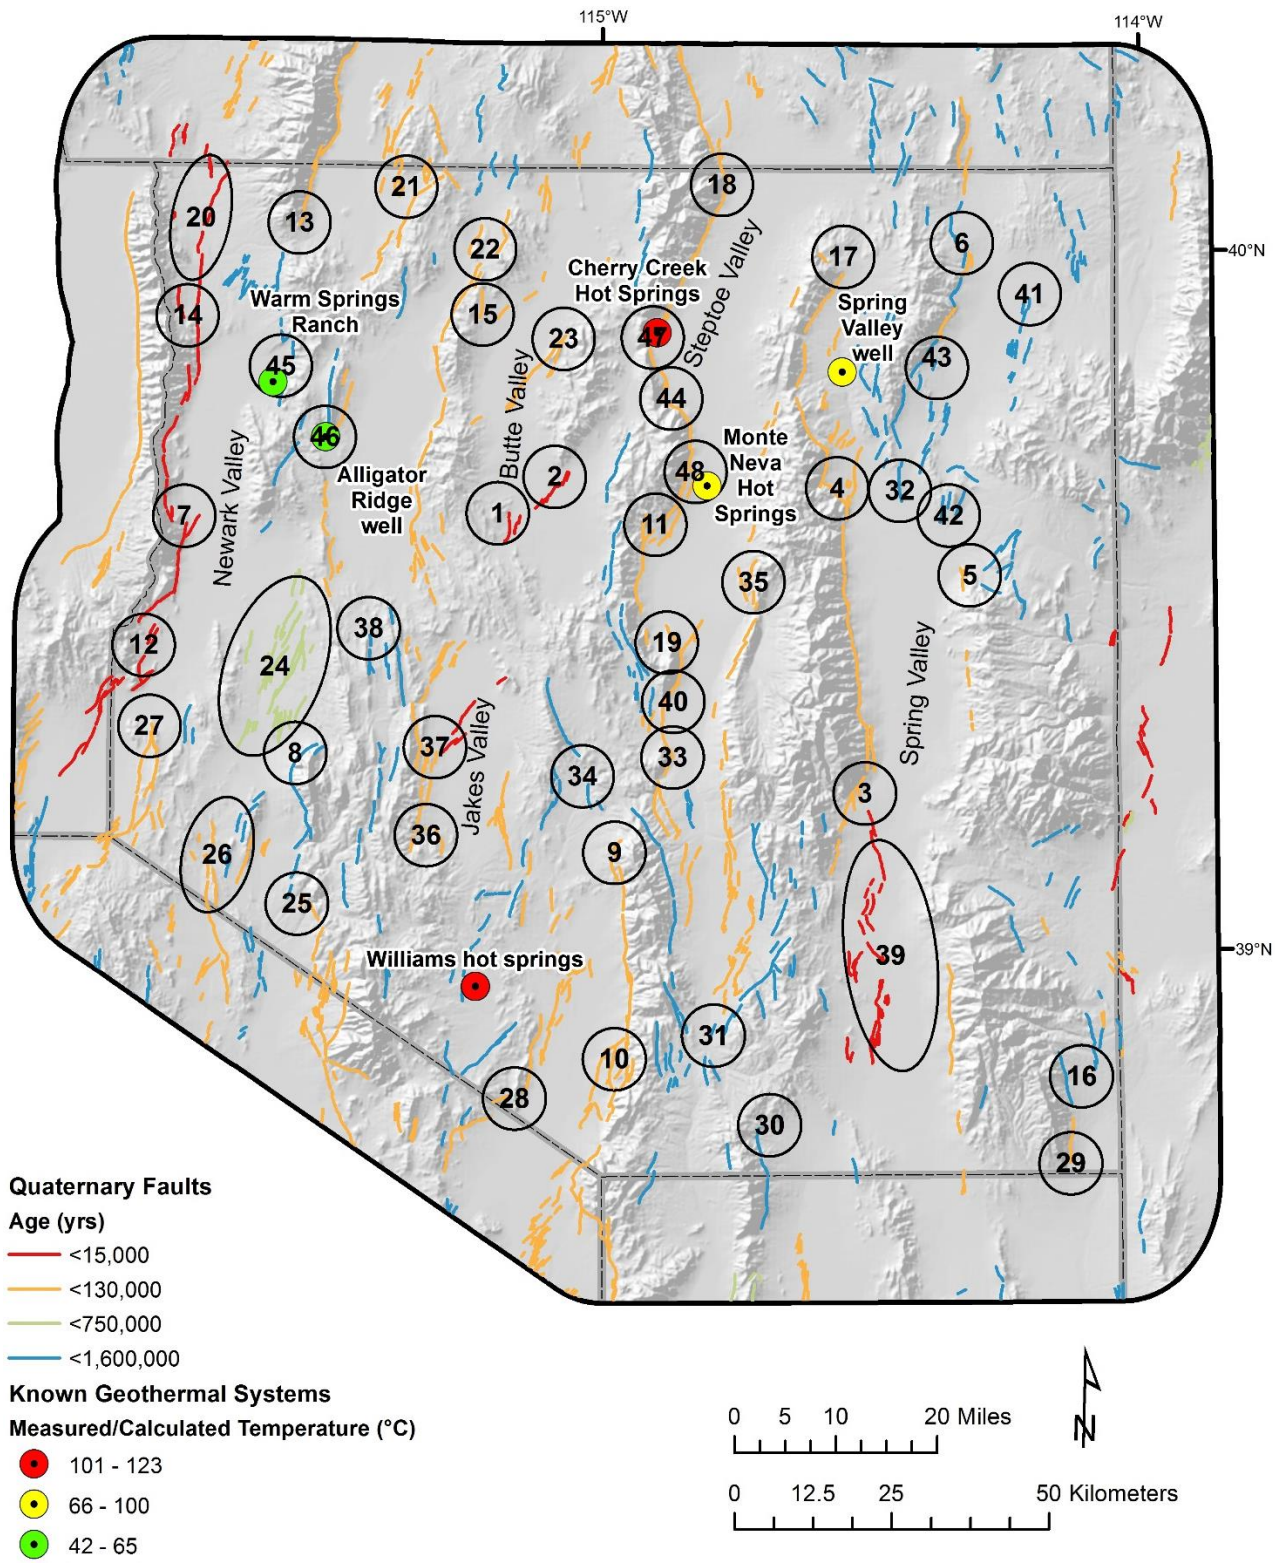 115°W
114°W
18
21
20
13
6
22
17
40°N
Cherry Creek
Hot Springs
41
Warm Springs
Ranch
14
15
Steptoe Valley
Spring
Valley
well
23
47
43
45
44
Butte Valley
46
Monte
Neva
Hot
Springs
48
2
Alligator
Ridge
well
4
32
1
7
42
11
Newark Valley
5
35
38
12
19
24
Spring Valley
40
27
37
8
33
Jakes Valley
34
3
36
9
26
25
39
39°N
Williams hot springs
31
10
16
28
30
29
Quaternary Faults
Age (yrs)
<15,000
<130,000
<750,000
<1,600,000
Known Geothermal Systems
Measured/Calculated Temperature (°C)
101 - 123
66 - 100
42 - 65
N
0 5 10 20 Miles
0 12.5 25 50 Kilometers